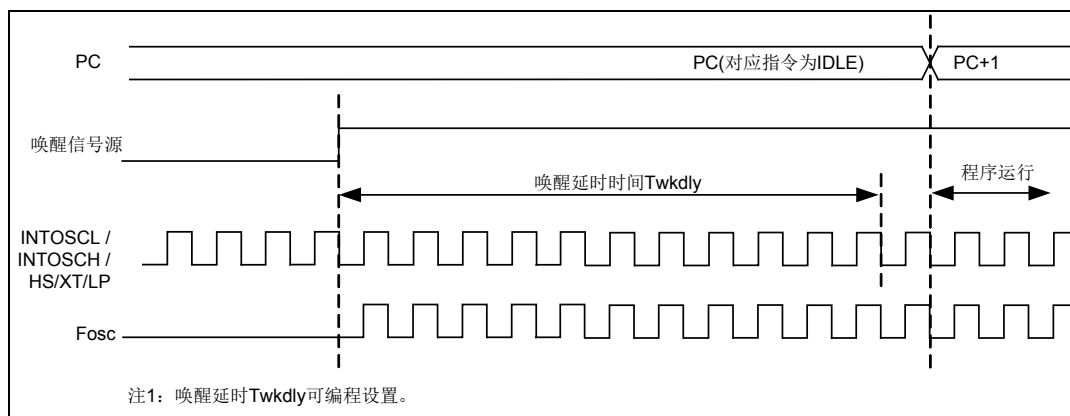 PC
PC(对应指令为IDLE)
PC+1
唤醒信号源
唤醒延时时间Twkdly
程序运行
INTOSCL /
INTOSCH /
HS/XT/LP
Fosc
注1：唤醒延时Twkdly可编程设置。